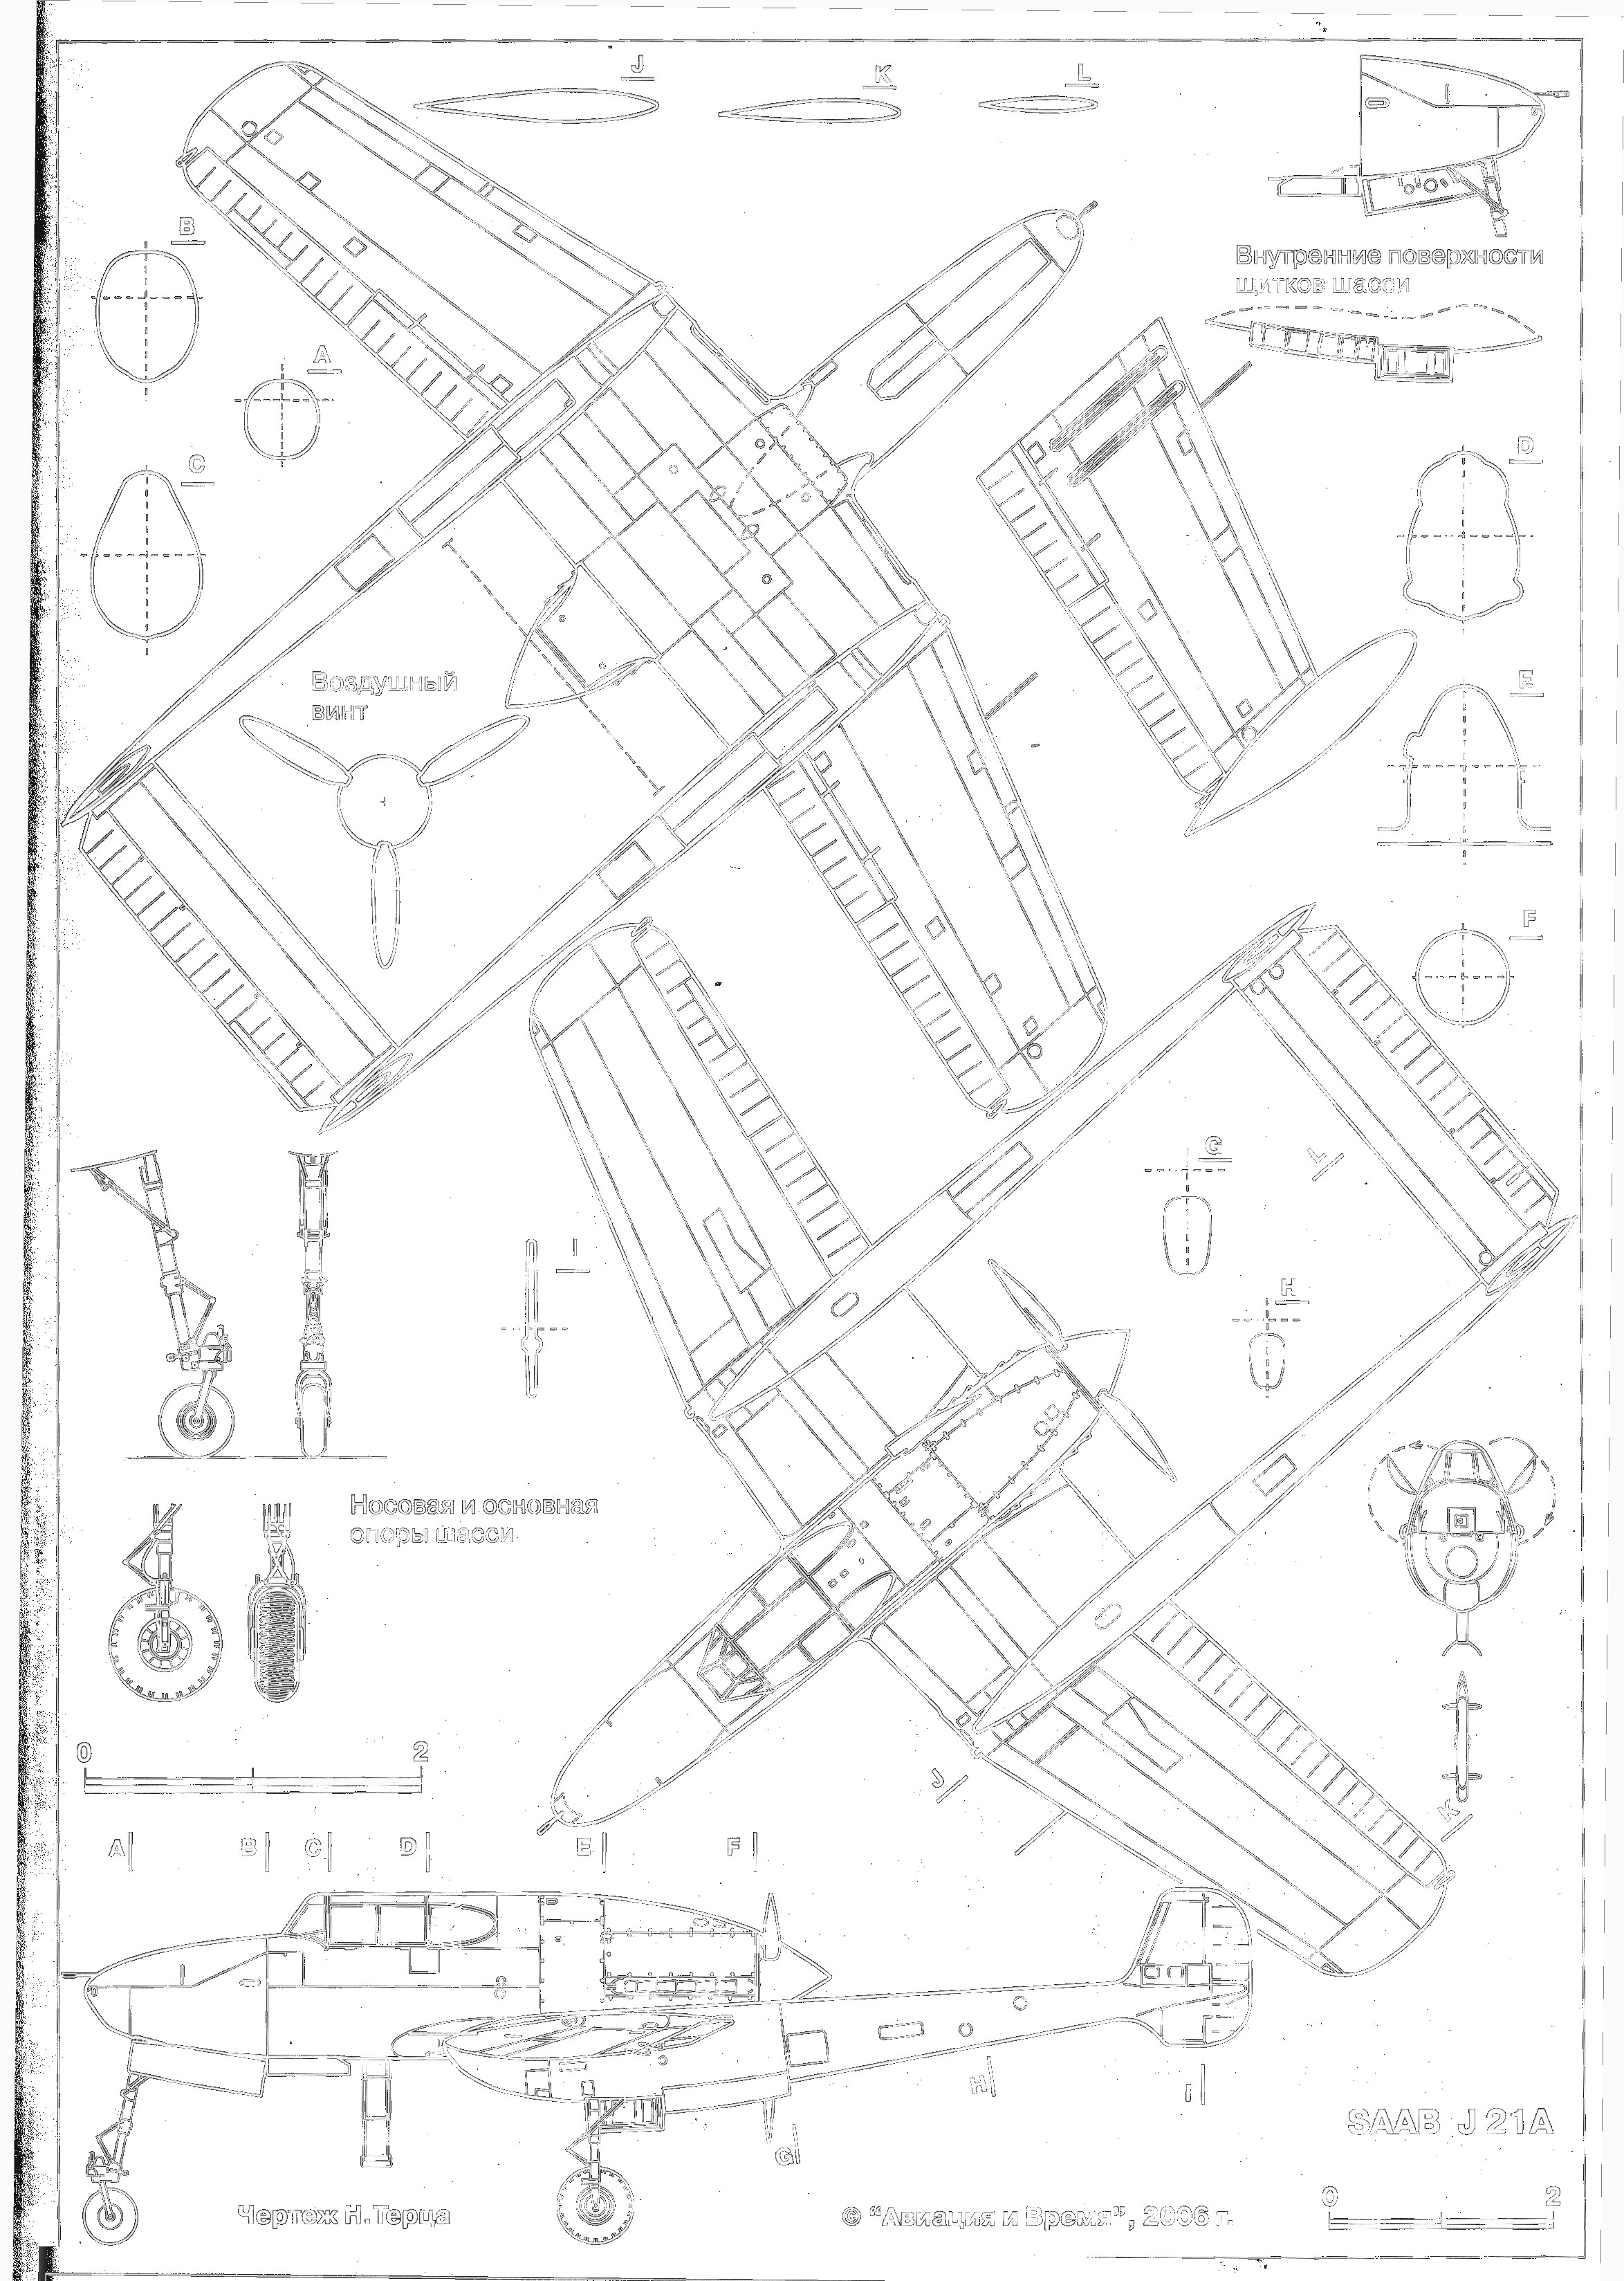 J
K
L
B
Внутренние поверхности
щитков шасси
A
D
C
E
Воздушный
винт
F
G
L
I
H
Носовая и основная
опоры шасси
0 2
J
K
A B C D E F
H
I
SAAB J 21A
G
0 2
Чертеж Н.Терца
© “Авиация и Время”, 2006 г.